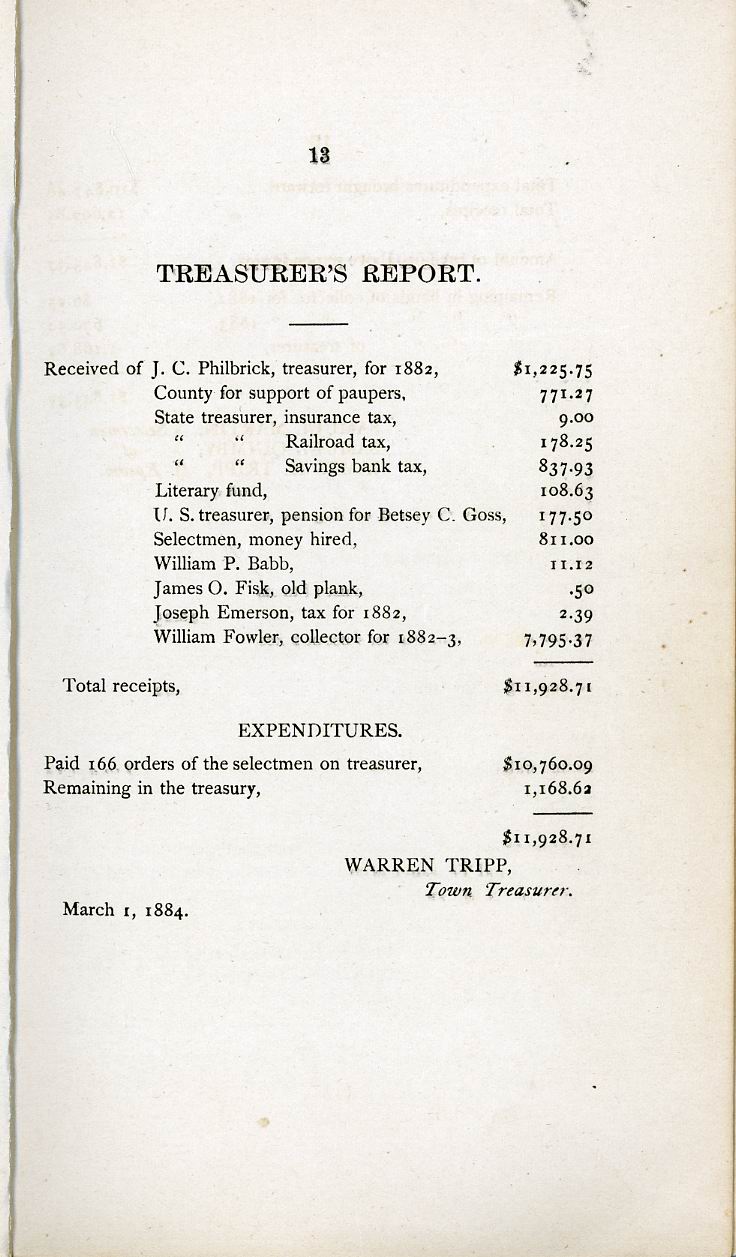 13
TREASURER'S REPORT.
Received of J. C. Philbrick, treasurer, for 1882, $1,225.75
County for support of paupers, 771.27
State treasurer, insurance tax, 9.00
" " Railroad tax, 178.25
" " Savings bank tax, 837.93
Literary fund, 108.63
U. S. treasurer, pension for Betsey C. Goss, 177.50
Selectmen, money hired, 811.00
William P. Babb, 11.12
James O. Fisk, old plank, .50
Joseph Emerson, tax for 1882, 2.39
William Fowler, collector for 1882–3, 7,795.37
Total receipts, $11,928.71
EXPENDITURES.
Paid 166 orders of the selectmen on treasurer, $10,760.09
Remaining in the treasury, 1,168.62
$11,928.71
WARREN TRIPP,
Town Treasurer.
March 1, 1884.